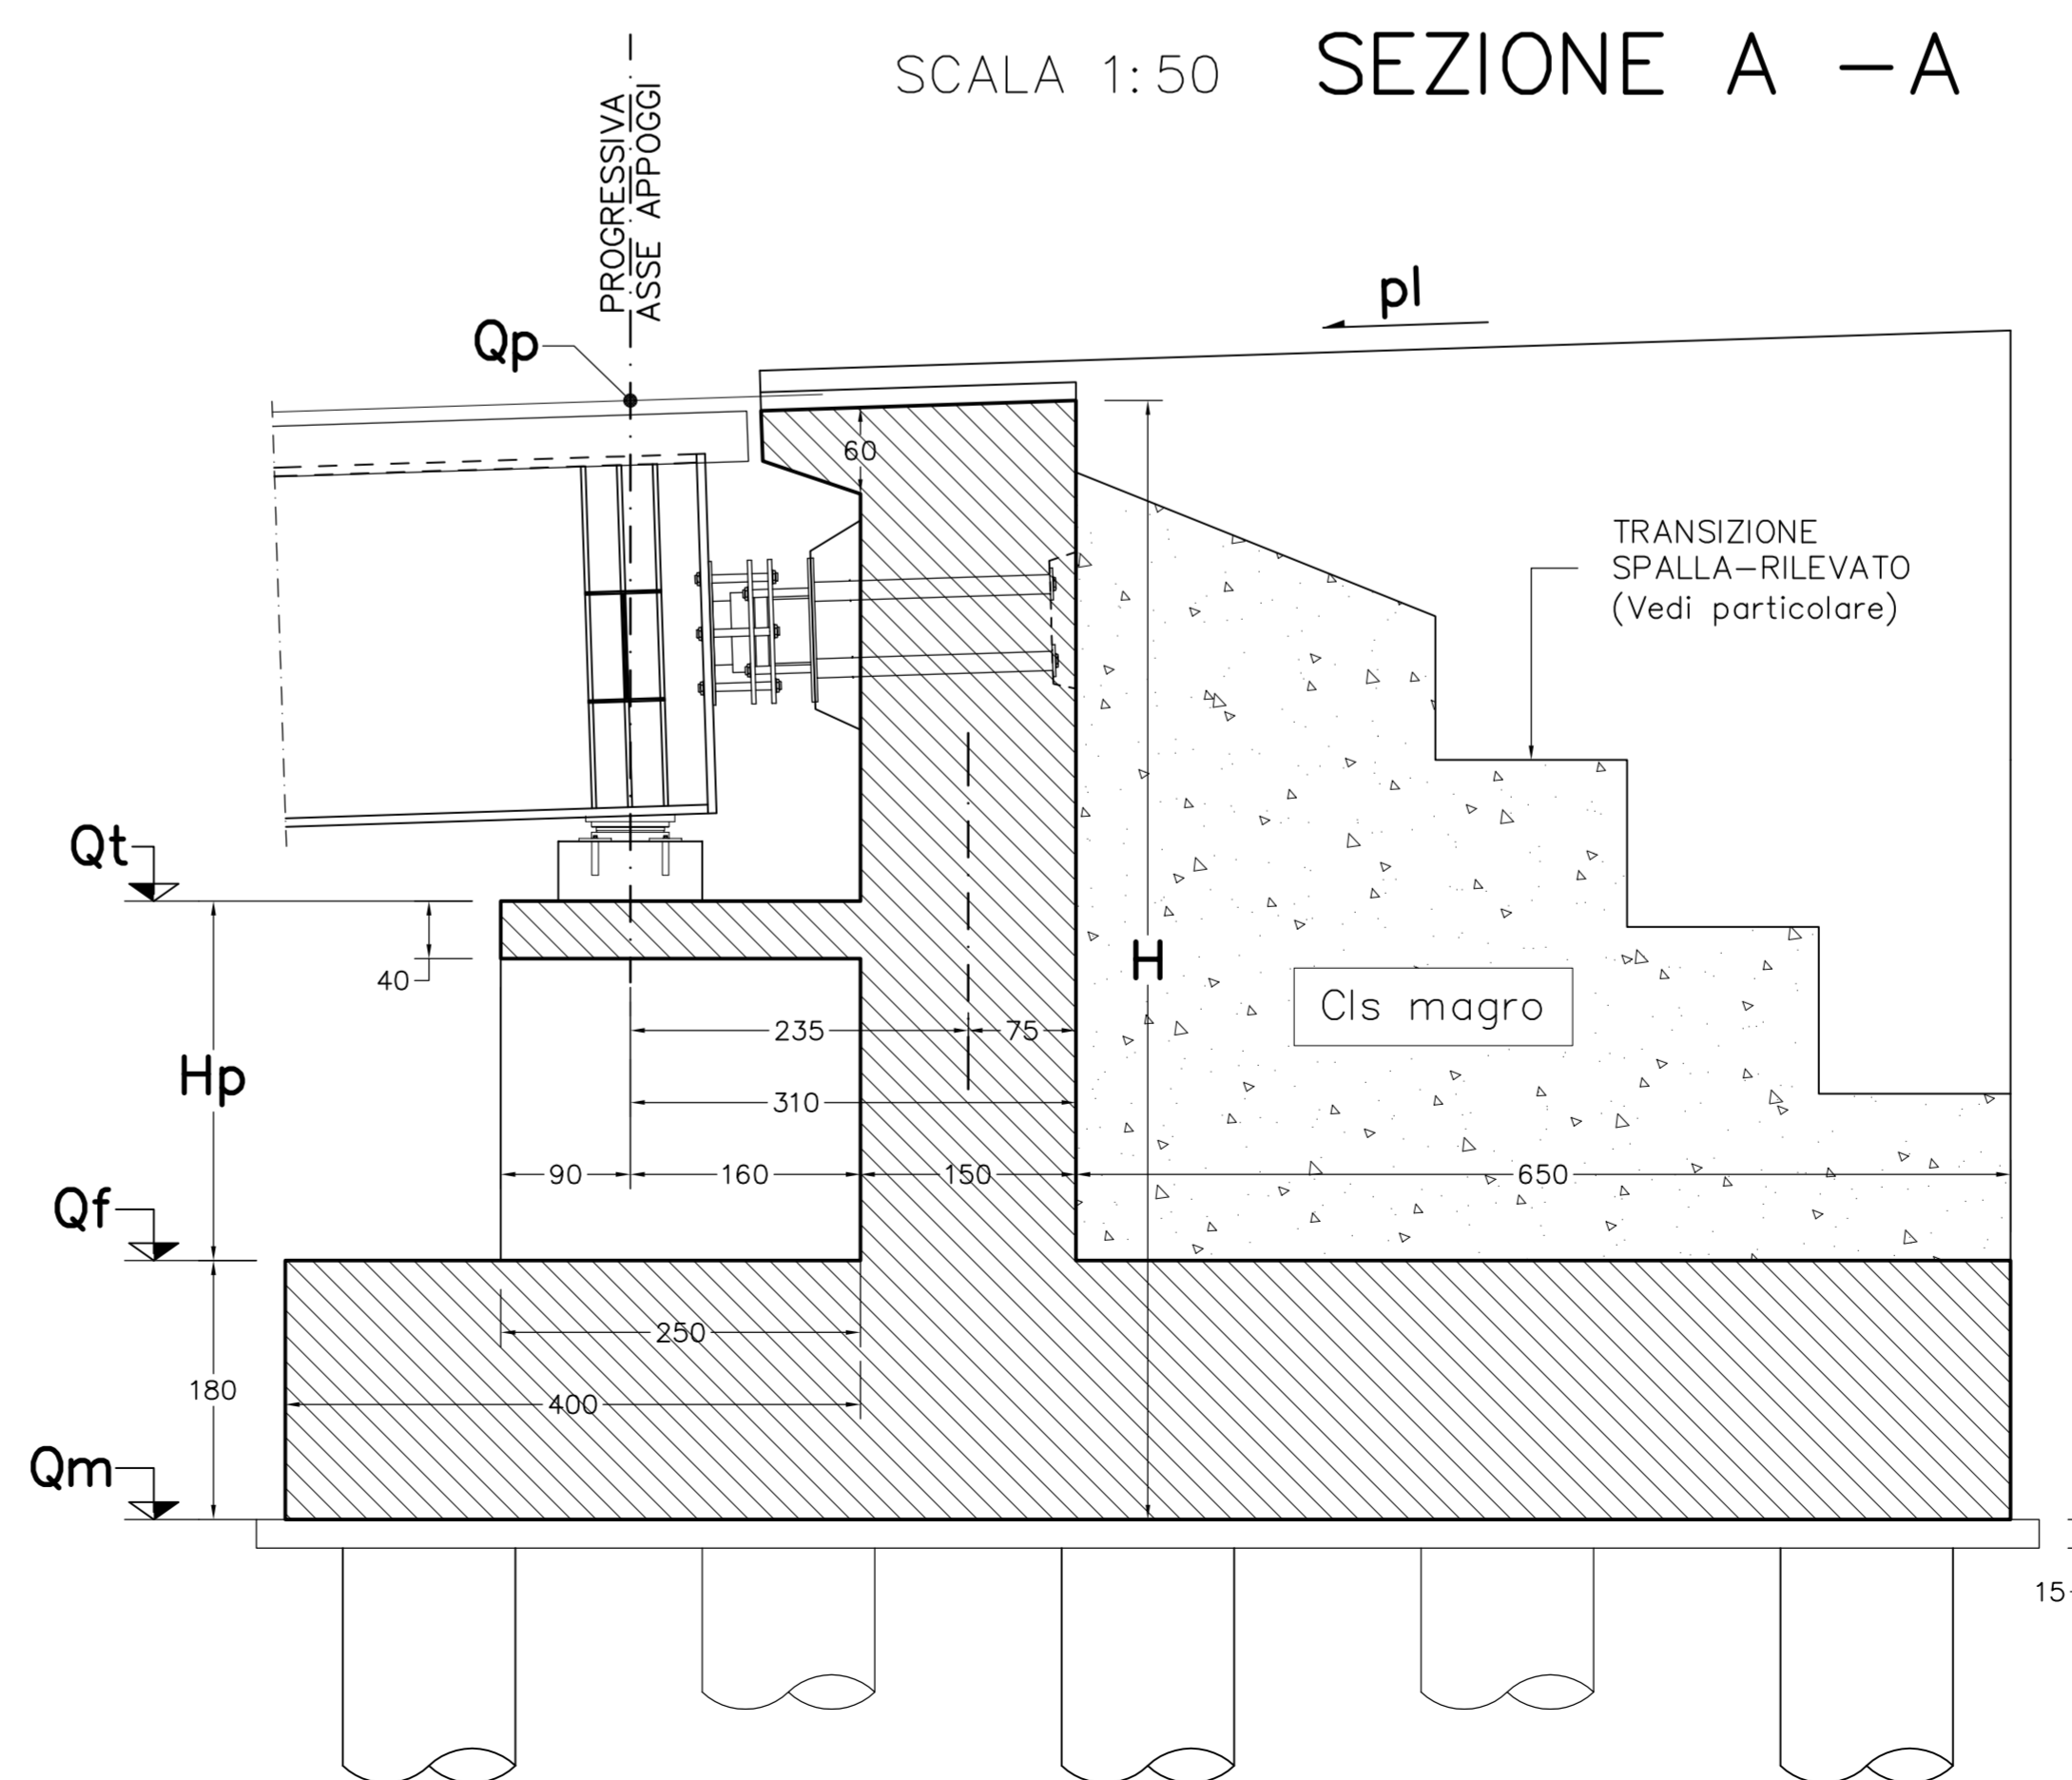 SCALA 1:50 SEZIONE A -A
PROGRESSIVA
ASSE APPOGGI
pl
Qp
60
TRANSIZIONE
SPALLA-RILEVATO
(Vedi particolare)
Qt
40
H
Cls magro
235 75
Hp
310
90 160 150 650
Qf
250
180
400
Qm
15